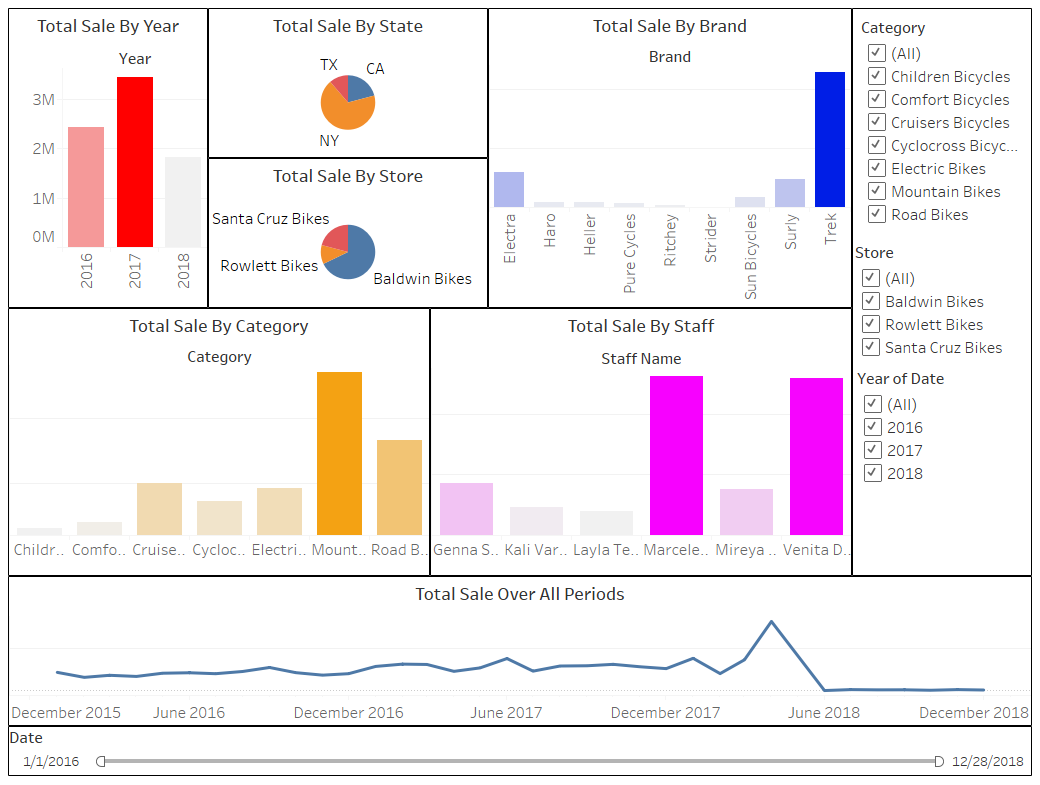 Total Sale By Year
Year
3M
2M
1M
0M
2016
2017
2018
Total Sale By State
TX
CA
NY
Total Sale By Store
Santa Cruz Bikes
Rowlett Bikes
Baldwin Bikes
Total Sale By Brand
Brand
Electra
Haro
Heller
Pure Cycles
Ritchey
Strider
Sun Bicycles
Surly
Trek
Category
(All)
Children Bicycles
Comfort Bicycles
Cruisers Bicycles
Cyclocross Bicyc...
Electric Bikes
Mountain Bikes
Road Bikes
Store
(All)
Baldwin Bikes
Rowlett Bikes
Santa Cruz Bikes
Year of Date
(All)
2016
2017
2018
Total Sale By Category
Category
Childr.. Comfo.. Cruise.. Cycloc.. Electri.. Mount.. Road B..
Total Sale By Staff
Staff Name
Genna S.. Kali Var.. Layla Te.. Marcele.. Mireya .. Venita D..
Total Sale Over All Periods
December 2015 June 2016 December 2016 June 2017 December 2017 June 2018 December 2018
Date
1/1/2016 12/28/2018